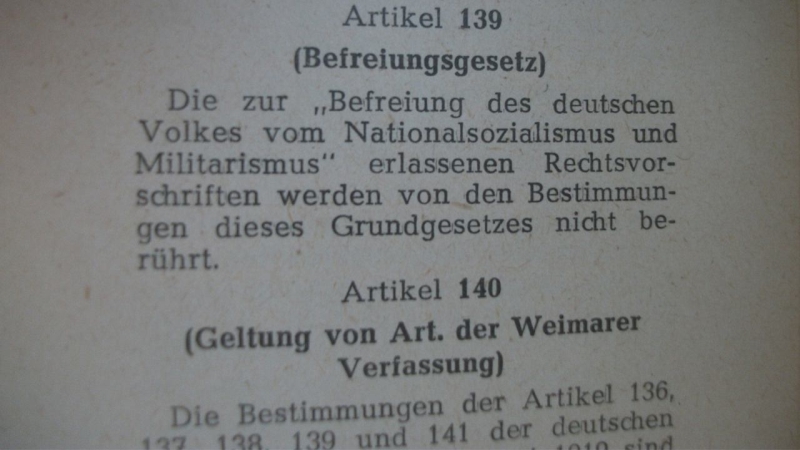 Artikel 139
(Befreiungsgesetz)
Die zur „Befreiung des deutschen
Volkes vom Nationalsozialismus und
Militarismus" erlassenen Rechtsvor-
schriften werden von den Bestimmun-
gen dieses Grundgesetzes nicht be-
rührt.
Artikel 140
(Geltung von Art. der Weimarer
Verfassung)
Die Bestimmungen der Artikel 136,
137, 138, 139 und 141 der deutschen
1919 sind